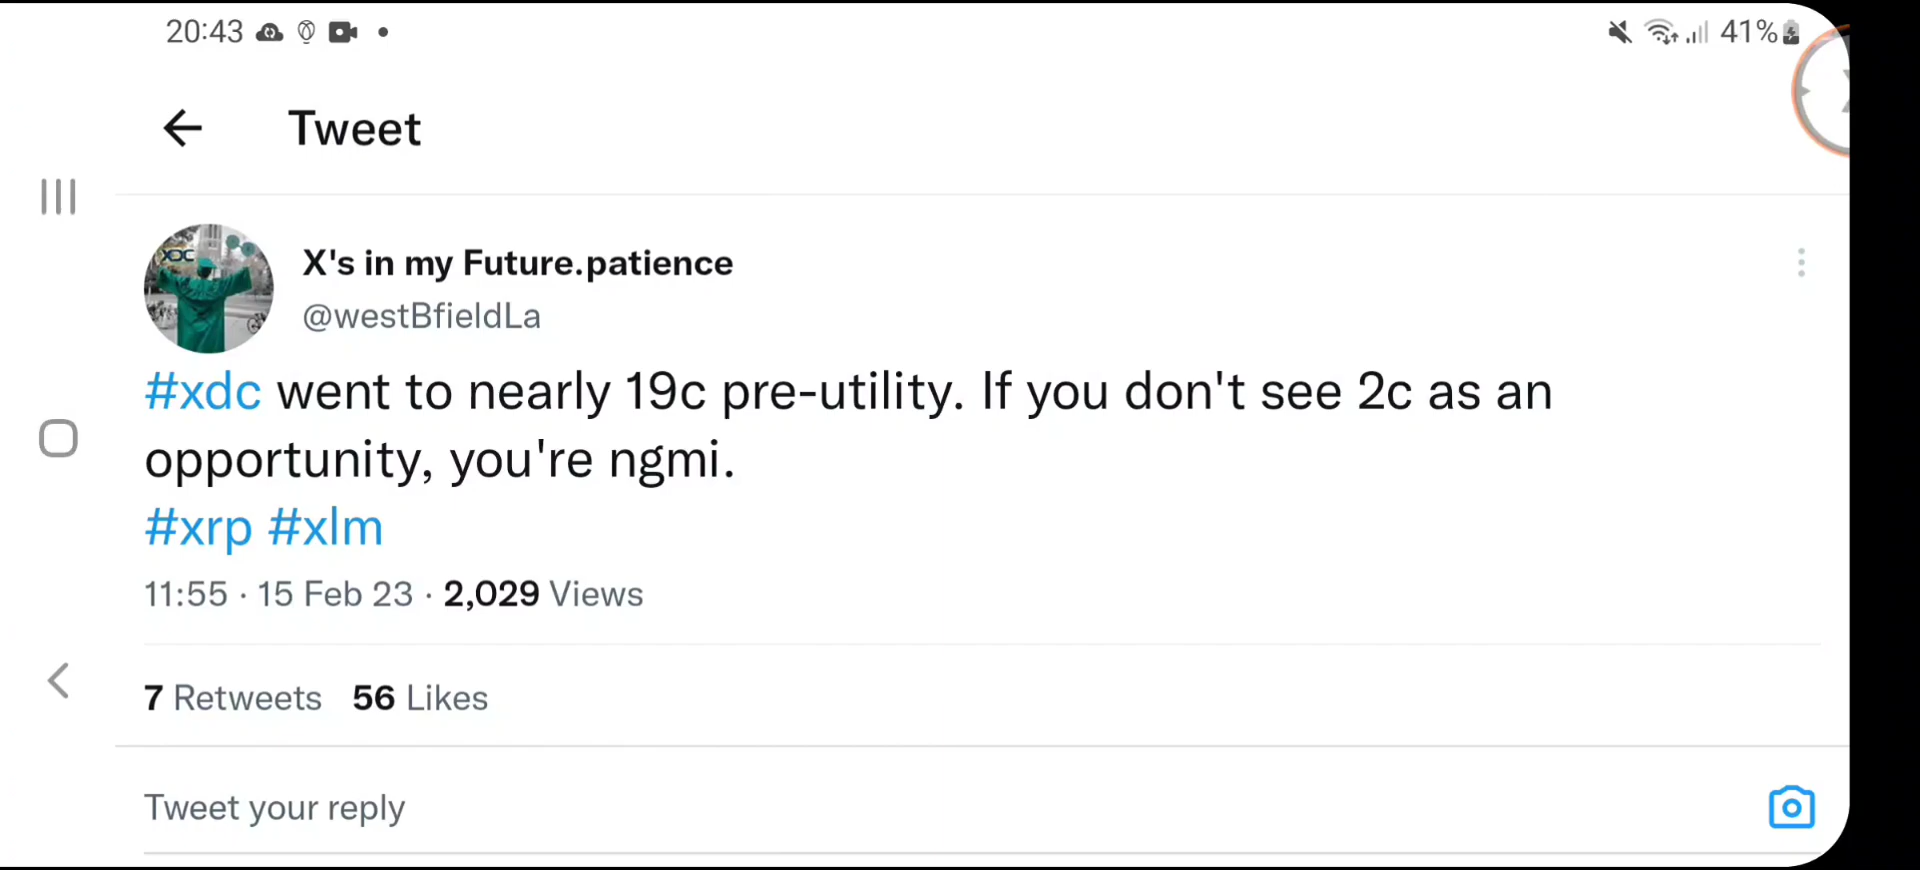 20:43 41%
Tweet
XDC
X's in my Future.patience
@westBfieldLa
#xdc went to nearly 19c pre-utility. If you don't see 2c as an
opportunity, you're ngmi.
#xrp #xlm
11:55 · 15 Feb 23 · 2,029 Views
7 Retweets 56 Likes
Tweet your reply